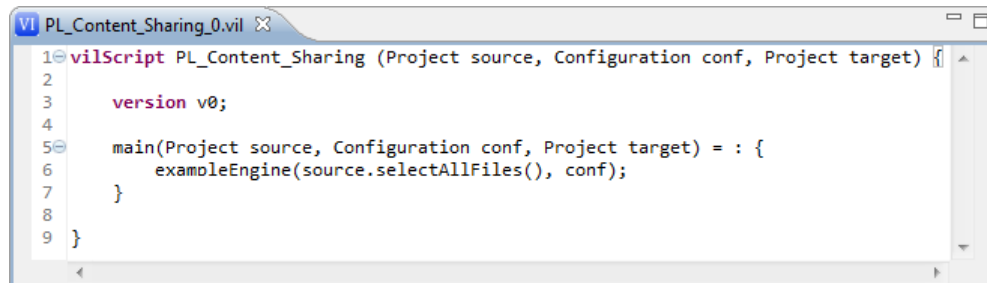 VI PL_Content_Sharing_0.vil
1 vilScript PL_Content_Sharing (Project source, Configuration conf, Project target) {
2
3 version v0;
4
5 main(Project source, Configuration conf, Project target) = : {
6 exampleEngine(source.selectAllFiles(), conf);
7 }
8
9 }